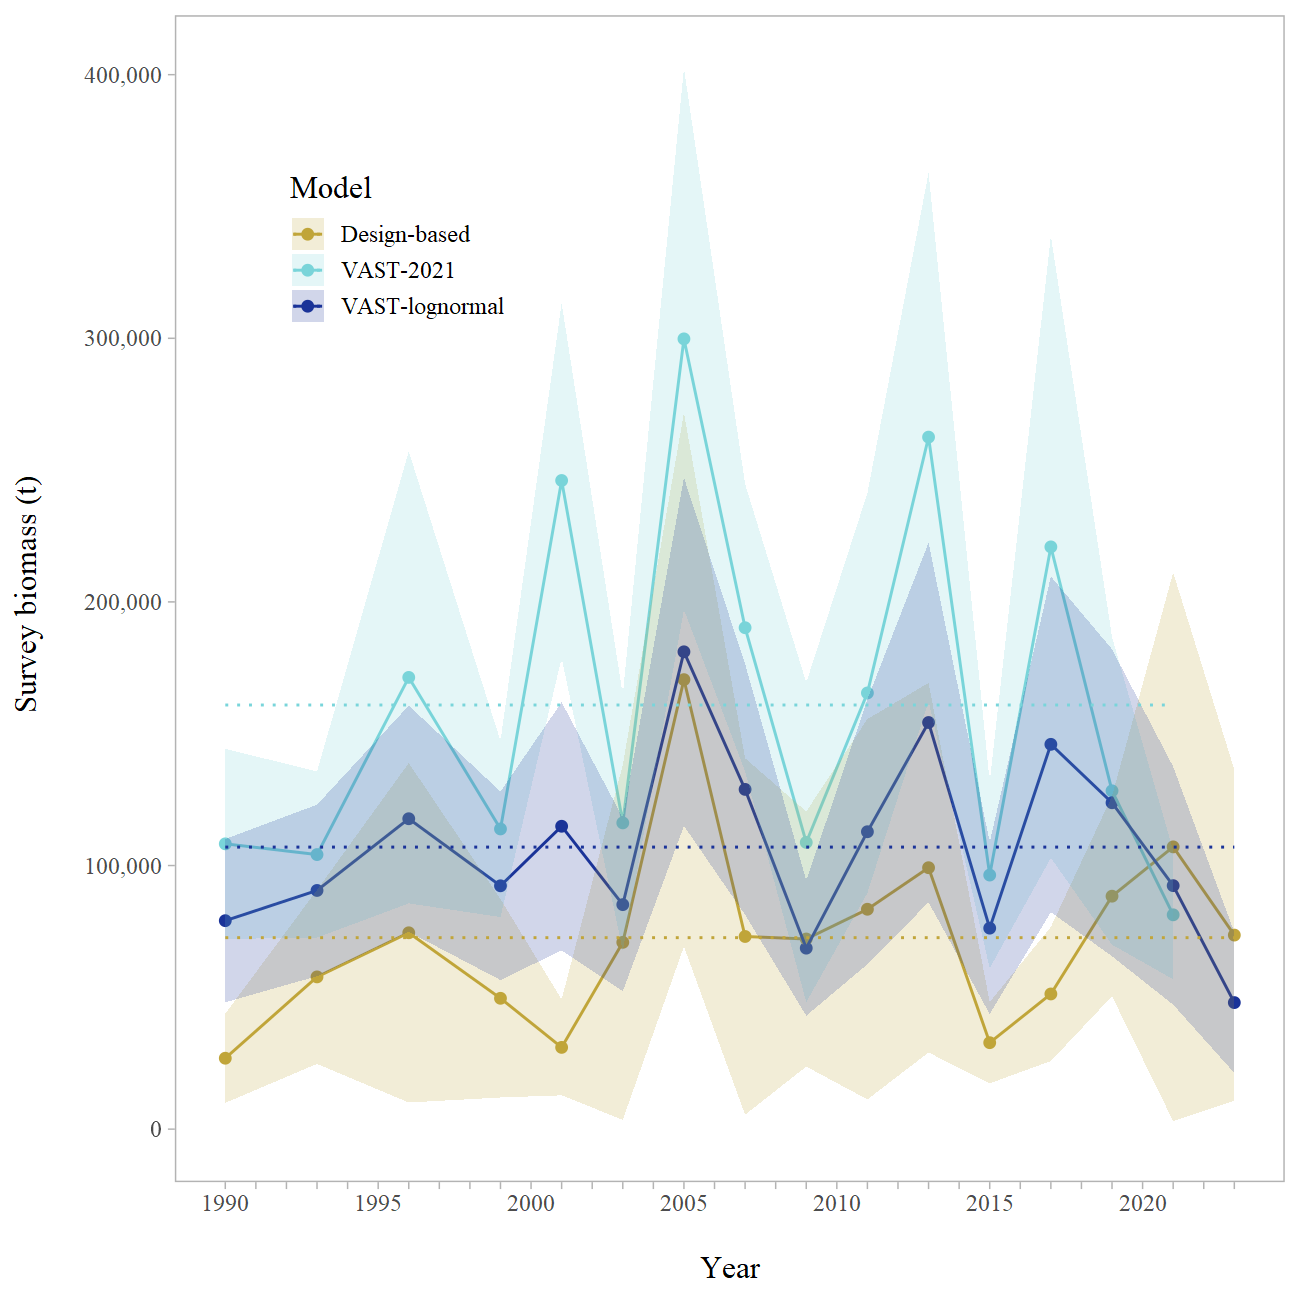 400,000
300,000
200,000
100,000
0
Survey biomass (t)
Model
Design-based
VAST-2021
VAST-lognormal
1990 1995 2000 2005 2010 2015 2020
Year